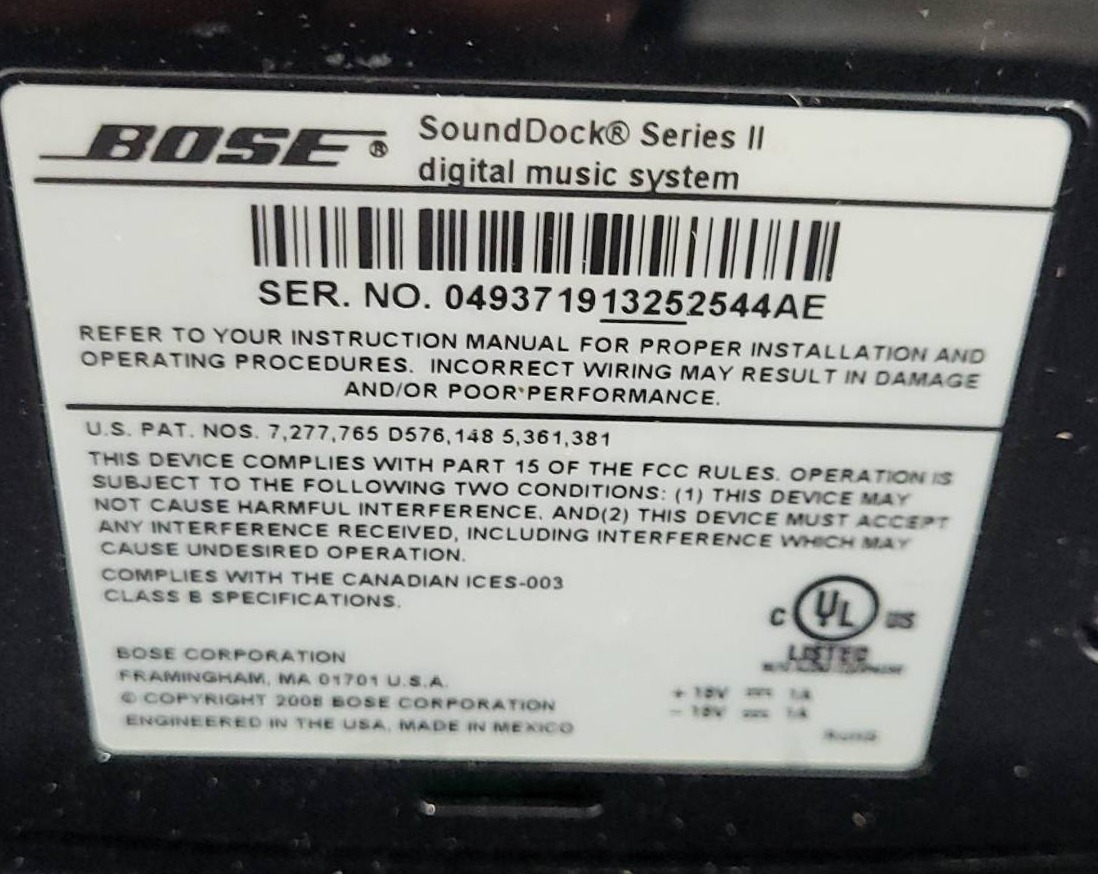 BOSE®
SoundDock® Series II
digital music system
SER. NO. 049371913252544AE
REFER TO YOUR INSTRUCTION MANUAL FOR PROPER INSTALLATION AND
OPERATING PROCEDURES. INCORRECT WIRING MAY RESULT IN DAMAGE
AND/OR POOR PERFORMANCE.
U.S. PAT. NOS. 7,277,765 D576,148 5,361,381
THIS DEVICE COMPLIES WITH PART 15 OF THE FCC RULES. OPERATION IS
SUBJECT TO THE FOLLOWING TWO CONDITIONS: (1) THIS DEVICE MAY
NOT CAUSE HARMFUL INTERFERENCE, AND(2) THIS DEVICE MUST ACCEPT
ANY INTERFERENCE RECEIVED, INCLUDING INTERFERENCE WHICH MAY
CAUSE UNDESIRED OPERATION.
COMPLIES WITH THE CANADIAN ICES-003
CLASS B SPECIFICATIONS.
C UL US
LISTED
BOSE CORPORATION
FRAMINGHAM, MA 01701 U.S.A.
© COPYRIGHT 2008 BOSE CORPORATION
ENGINEERED IN THE USA, MADE IN MEXICO
+ 18V 1A
- 18V 1A
RoHS